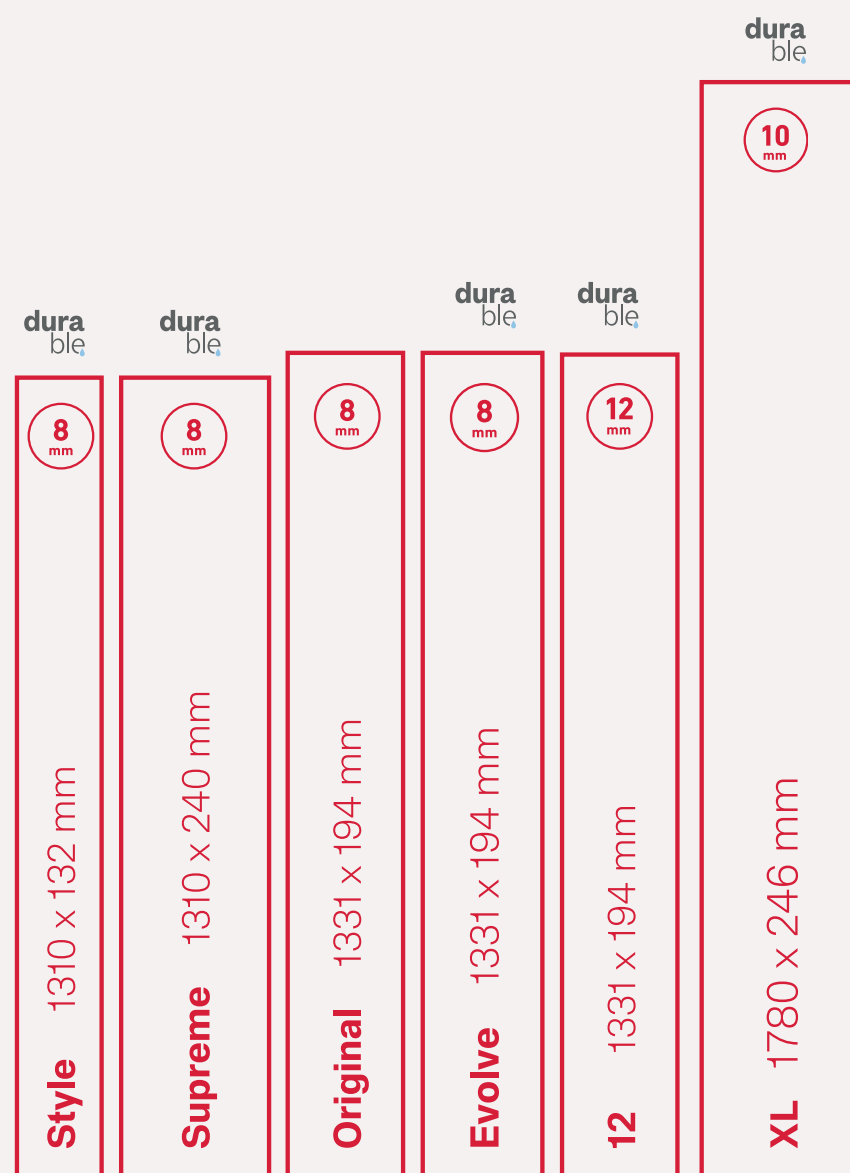 dura
ble
8
mm
Style 1310 x 132 mm
dura
ble
8
mm
Supreme 1310 x 240 mm
8
mm
Original 1331 x 194 mm
dura
ble
8
mm
Evolve 1331 x 194 mm
dura
ble
12
mm
12 1331 x 194 mm
dura
ble
10
mm
XL 1780 x 246 mm